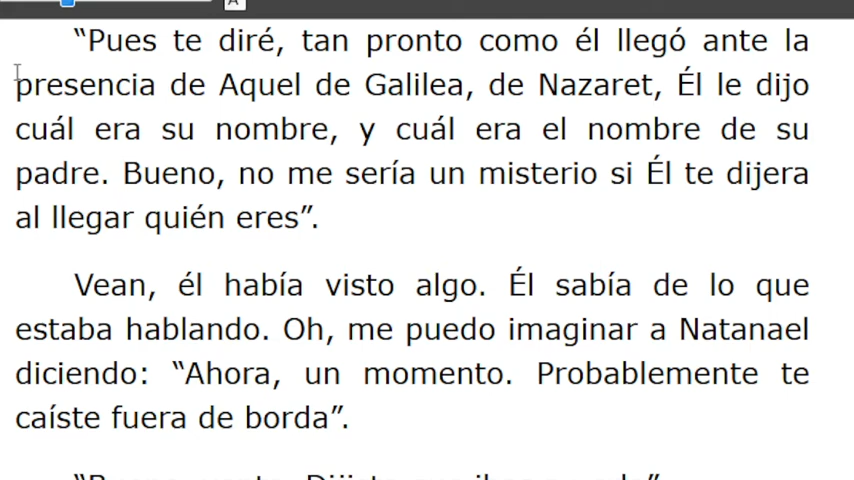 A
“Pues te diré, tan pronto como él llegó ante la
presencia de Aquel de Galilea, de Nazaret, Él le dijo
cuál era su nombre, y cuál era el nombre de su
padre. Bueno, no me sería un misterio si Él te dijera
al llegar quién eres”.
Vean, él había visto algo. Él sabía de lo que
estaba hablando. Oh, me puedo imaginar a Natanael
diciendo: “Ahora, un momento. Probablemente te
caíste fuera de borda”.